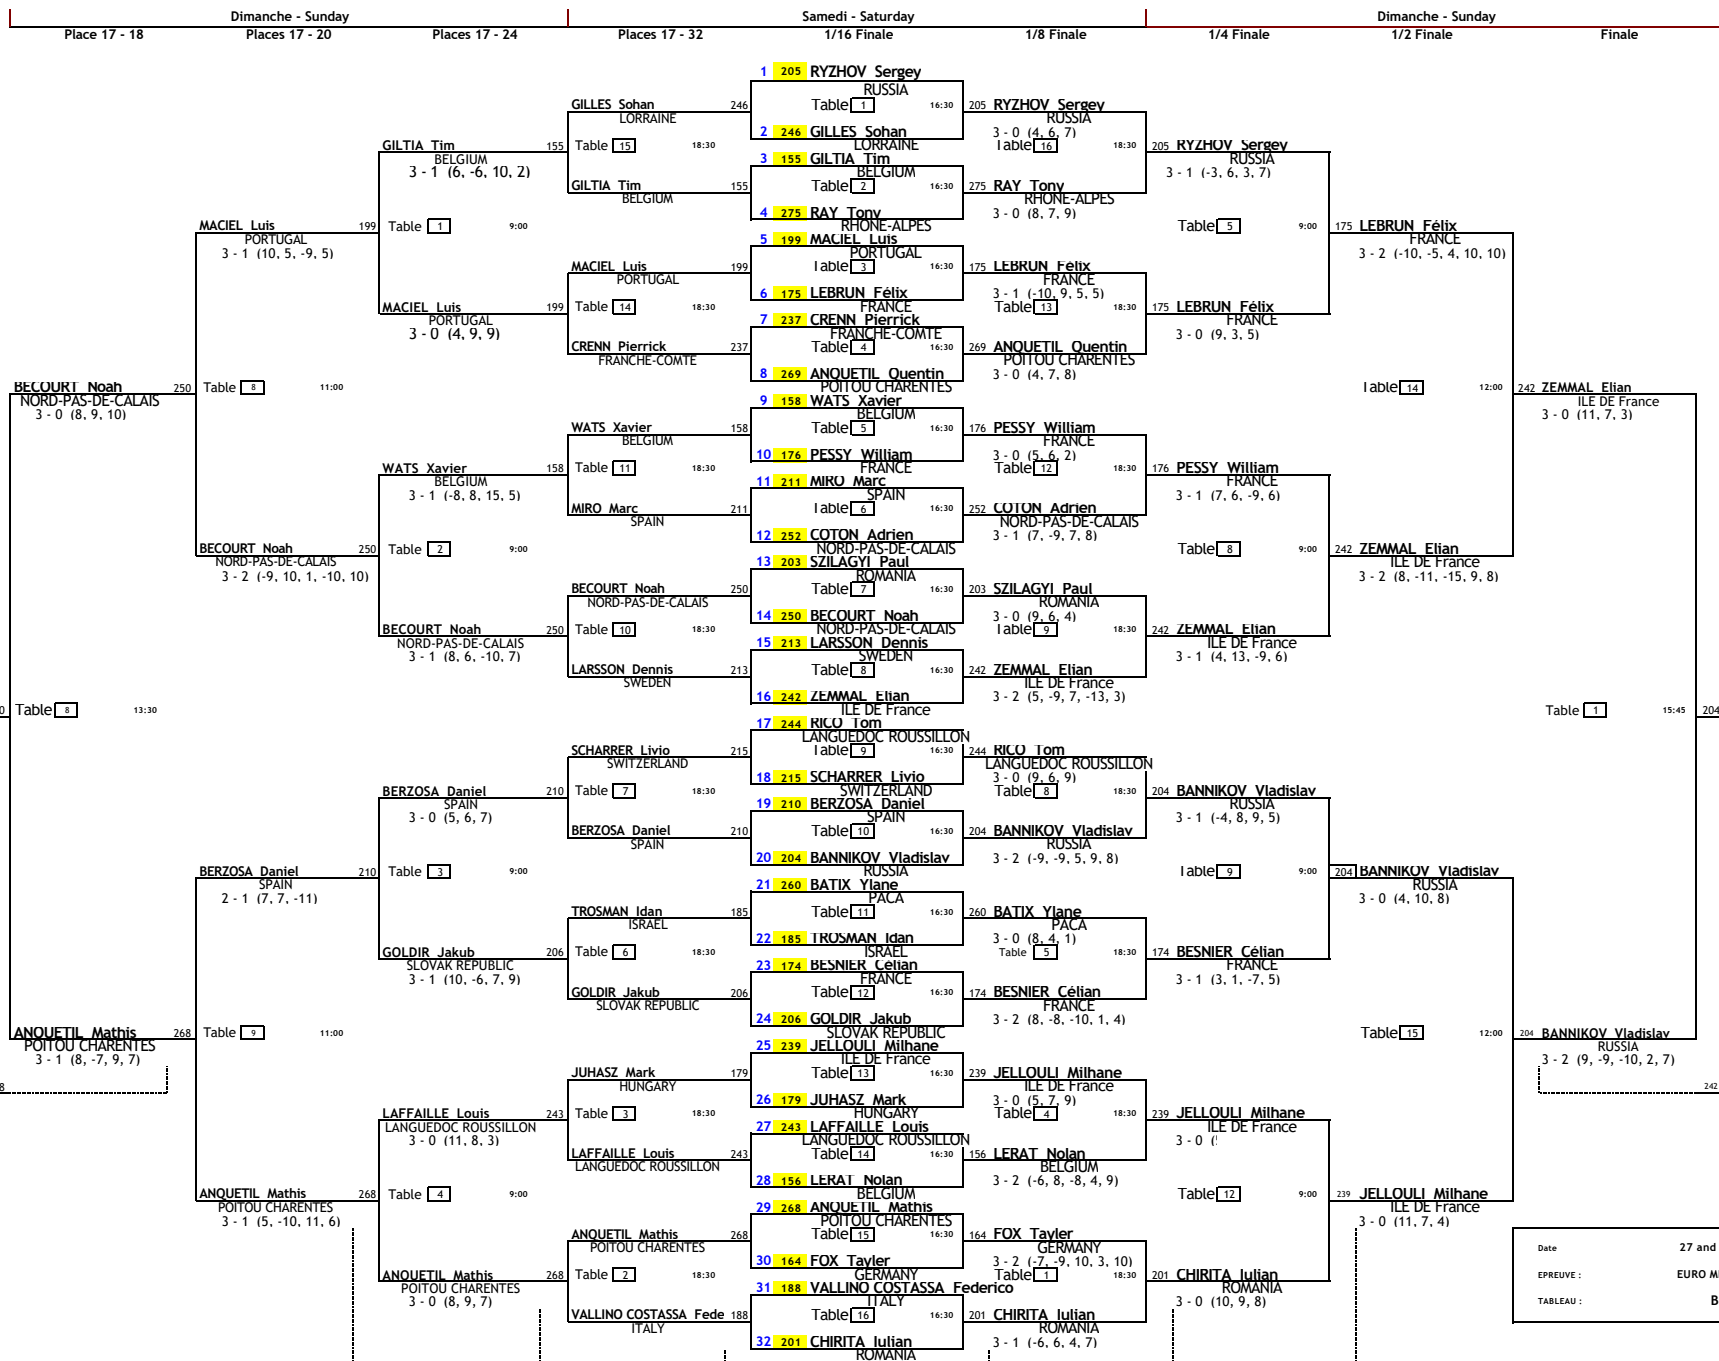 Dimanche - Sunday Samedi - Saturday Dimanche - Sunday
Place 17 - 18 Places 17 - 20 Places 17 - 24 Places 17 - 32 1/16 Finale 1/8 Finale 1/4 Finale 1/2 Finale Finale
1 205 RYZHOV Sergey
RUSSIA
GILLES Sohan 246 Table 1 16:30 205 RYZHOV Sergey
LORRAINE RUSSIA
2 246 GILLES Sohan 3 - 0 (4, 6, 7)
GILTIA Tim 155 Table 15 18:30 LORRAINE Table 16 18:30 205 RYZHOV Sergey
BELGIUM 3 155 GILTIA Tim RUSSIA
3 - 1 (6, -6, 10, 2) BELGIUM 3 - 1 (-3, 6, 3, 7)
GILTIA Tim 155 Table 2 16:30 275 RAY Tony
BELGIUM RHONE-ALPES
4 275 RAY Tony 3 - 0 (8, 7, 9)
MACIEL Luis 199 Table 1 9:00 RHONE-ALPES Table 5 9:00 175 LEBRUN Félix
PORTUGAL 5 199 MACIEL Luis FRANCE
3 - 1 (10, 5, -9, 5) PORTUGAL 3 - 2 (-10, -5, 4, 10, 10)
MACIEL Luis 199 Table 3 16:30 175 LEBRUN Félix
PORTUGAL FRANCE
6 175 LEBRUN Félix 3 - 1 (-10, 9, 5, 5)
MACIEL Luis 199 Table 14 18:30 FRANCE Table 13 18:30 175 LEBRUN Félix
PORTUGAL 7 237 CRENN Pierrick FRANCE
3 - 0 (4, 9, 9) FRANCHE-COMTE 3 - 0 (9, 3, 5)
CRENN Pierrick 237 Table 4 16:30 269 ANQUETIL Quentin
FRANCHE-COMTE POITOU CHARENTES
8 269 ANQUETIL Quentin 3 - 0 (4, 7, 8)
BECOURT Noah 250 Table 8 11:00 POITOU CHARENTES Table 14 12:00 242 ZEMMAL Elian
NORD-PAS-DE-CALAIS 9 158 WATS Xavier ILE DE France
3 - 0 (8, 9, 10) BELGIUM 3 - 0 (11, 7, 3)
WATS Xavier 158 Table 5 16:30 176 PESSY William
BELGIUM FRANCE
10 176 PESSY William 3 - 0 (5, 6, 2)
WATS Xavier 158 Table 11 18:30 FRANCE Table 12 18:30 176 PESSY William
BELGIUM 11 211 MIRO Marc FRANCE
3 - 1 (-8, 8, 15, 5) SPAIN 3 - 1 (7, 6, -9, 6)
MIRO Marc 211 Table 6 16:30 252 COTON Adrien
SPAIN NORD-PAS-DE-CALAIS
12 252 COTON Adrien 3 - 1 (7, -9, 7, 8)
BECOURT Noah 250 Table 2 9:00 NORD-PAS-DE-CALAIS Table 8 9:00 242 ZEMMAL Elian
NORD-PAS-DE-CALAIS 13 203 SZILAGYI Paul ILE DE France
3 - 2 (-9, 10, 1, -10, 10) ROMANIA 3 - 2 (8, -11, -15, 9, 8)
BECOURT Noah 250 Table 7 16:30 203 SZILAGYI Paul
NORD-PAS-DE-CALAIS ROMANIA
14 250 BECOURT Noah 3 - 0 (9, 6, 4)
BECOURT Noah 250 Table 10 18:30 NORD-PAS-DE-CALAIS Table 9 18:30 242 ZEMMAL Elian
NORD-PAS-DE-CALAIS 15 213 LARSSON Dennis ILE DE France
3 - 1 (8, 6, -10, 7) SWEDEN 3 - 1 (4, 13, -9, 6)
LARSSON Dennis 213 Table 8 16:30 242 ZEMMAL Elian
SWEDEN ILE DE France
16 242 ZEMMAL Elian 3 - 2 (5, -9, 7, -13, 3)
0 Table 8 13:30 ILE DE France Table 1 15:45 204
17 244 RICO Tom
LANGUEDOC ROUSSILLON
SCHARRER Livio 215 Table 9 16:30 244 RICO Tom
SWITZERLAND LANGUEDOC ROUSSILLON
18 215 SCHARRER Livio 3 - 0 (9, 6, 9)
BERZOSA Daniel 210 Table 7 18:30 SWITZERLAND Table 8 18:30 204 BANNIKOV Vladislav
SPAIN 19 210 BERZOSA Daniel RUSSIA
3 - 0 (5, 6, 7) SPAIN 3 - 1 (-4, 8, 9, 5)
BERZOSA Daniel 210 Table 10 16:30 204 BANNIKOV Vladislav
SPAIN RUSSIA
20 204 BANNIKOV Vladislav 3 - 2 (-9, -9, 5, 9, 8)
BERZOSA Daniel 210 Table 3 9:00 RUSSIA Table 9 9:00 204 BANNIKOV Vladislav
SPAIN 21 260 BATIX Ylane RUSSIA
2 - 1 (7, 7, -11) PACA 3 - 0 (4, 10, 8)
TROSMAN Idan 185 Table 11 16:30 260 BATIX Ylane
ISRAEL PACA
22 185 TROSMAN Idan 3 - 0 (8, 4, 1)
GOLDIR Jakub 206 Table 6 18:30 ISRAEL Table 5 18:30 174 BESNIER Célian
SLOVAK REPUBLIC 23 174 BESNIER Célian FRANCE
3 - 1 (10, -6, 7, 9) FRANCE 3 - 1 (3, 1, -7, 5)
GOLDIR Jakub 206 Table 12 16:30 174 BESNIER Célian
SLOVAK REPUBLIC FRANCE
24 206 GOLDIR Jakub 3 - 2 (8, -8, -10, 1, 4)
ANQUETIL Mathis 268 Table 9 11:00 SLOVAK REPUBLIC Table 15 12:00 204 BANNIKOV Vladislav
POITOU CHARENTES 25 239 JELLOULI Milhane RUSSIA
3 - 1 (8, -7, 9, 7) ILE DE France 3 - 2 (9, -9, -10, 2, 7)
JUHASZ Mark 179 Table 13 16:30 239 JELLOULI Milhane
8 HUNGARY ILE DE France 242
26 179 JUHASZ Mark 3 - 0 (5, 7, 9)
LAFFAILLE Louis 243 Table 3 18:30 HUNGARY Table 4 18:30 239 JELLOULI Milhane
LANGUEDOC ROUSSILLON 27 243 LAFFAILLE Louis ILE DE France
3 - 0 (11, 8, 3) LANGUEDOC ROUSSILLON 3 - 0 (
LAFFAILLE Louis 243 Table 14 16:30 156 LERAT Nolan
LANGUEDOC ROUSSILLON BELGIUM
28 156 LERAT Nolan 3 - 2 (-6, 8, -8, 4, 9)
ANQUETIL Mathis 268 Table 4 9:00 BELGIUM Table 12 9:00 239 JELLOULI Milhane
POITOU CHARENTES 29 268 ANQUETIL Mathis ILE DE France
3 - 1 (5, -10, 11, 6) POITOU CHARENTES 3 - 0 (11, 7, 4)
ANQUETIL Mathis 268 Table 15 16:30 164 FOX Tayler
POITOU CHARENTES GERMANY Date 27 and
30 164 FOX Tayler 3 - 2 (-7, -9, 10, 3, 10)
ANQUETIL Mathis 268 Table 2 18:30 GERMANY Table 1 18:30 201 CHIRITA Iulian EPREUVE : EURO M
POITOU CHARENTES 31 188 VALLINO COSTASSA Federico ROMANIA
3 - 0 (8, 9, 7) ITALY 3 - 0 (10, 9, 8) TABLEAU : B
VALLINO COSTASSA Fede 188 Table 16 16:30 201 CHIRITA Iulian
ITALY ROMANIA
32 201 CHIRITA Iulian 3 - 1 (-6, 6, 4, 7)
ROMANIA